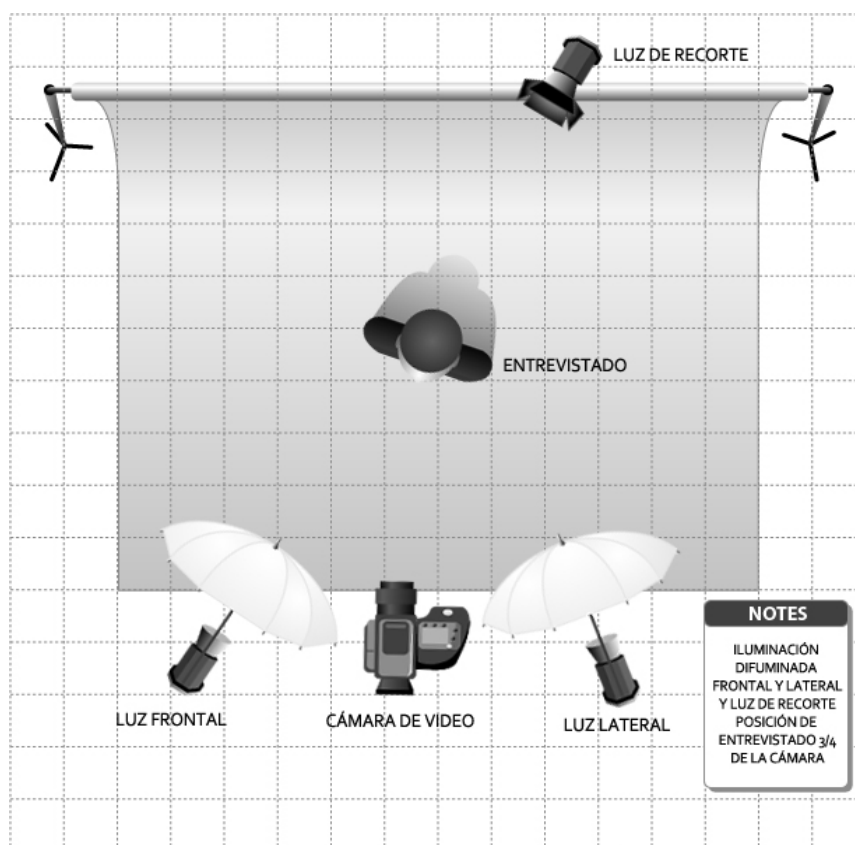 LUZ DE RECORTE
ENTREVISTADO
LUZ FRONTAL
CÁMARA DE VIDEO
LUZ LATERAL
NOTES
ILUMINACIÓN
DIFUMINADA
FRONTAL Y LATERAL
Y LUZ DE RECORTE
POSICIÓN DE
ENTREVISTADO 3/4
DE LA CÁMARA